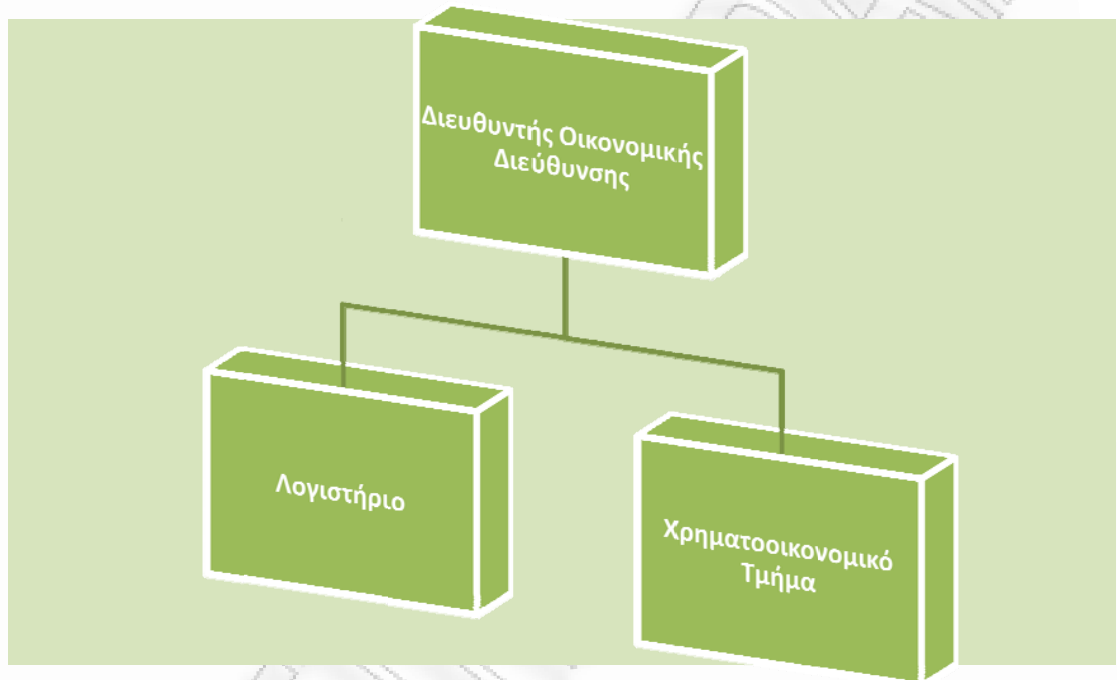 Διευθυντής Οικονομικής
Διεύθυνσης
Λογιστήριο
Χρηματοοικονομικό
Τμήμα